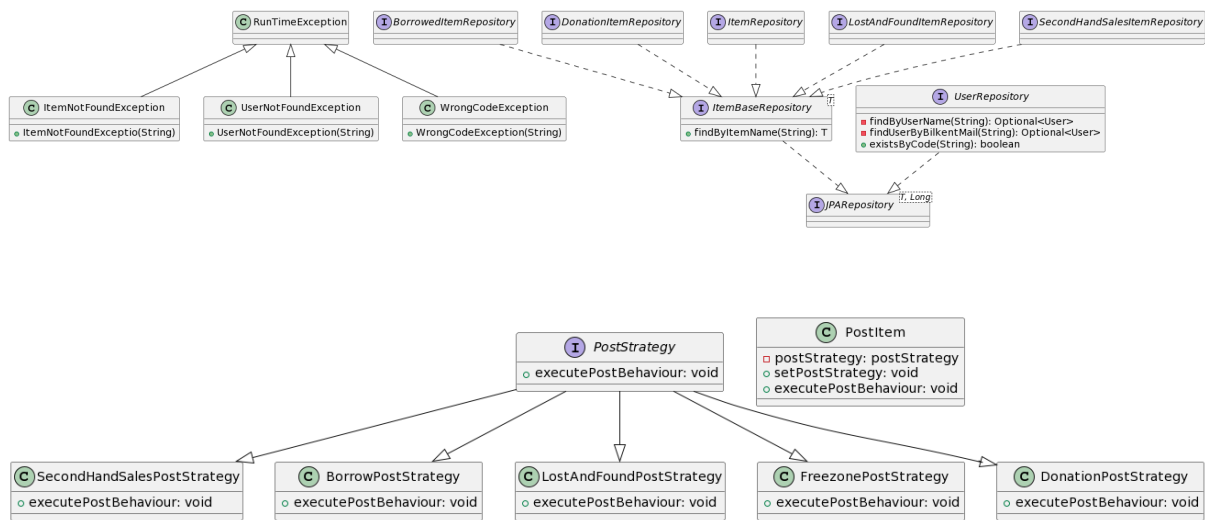 C RunTimeException
I BorrowedItemRepository
I DonationItemRepository
I ItemRepository
I LostAndFoundItemRepository
I SecondHandSalesItemRepository
C ItemNotFoundException
ItemNotFoundExceptio(String)
C UserNotFoundException
UserNotFoundException(String)
C WrongCodeException
WrongCodeException(String)
I ItemBaseRepository T
findByItemName(String): T
I UserRepository
findByUserName(String): Optional<User>
findUserByBilkentMail(String): Optional<User>
existsByCode(String): boolean
I JPARepository T, Long
I PostStrategy
executePostBehaviour: void
C PostItem
postStrategy: postStrategy
setPostStrategy: void
executePostBehaviour: void
C SecondHandSalesPostStrategy
executePostBehaviour: void
C BorrowPostStrategy
executePostBehaviour: void
C LostAndFoundPostStrategy
executePostBehaviour: void
C FreezonePostStrategy
executePostBehaviour: void
C DonationPostStrategy
executePostBehaviour: void